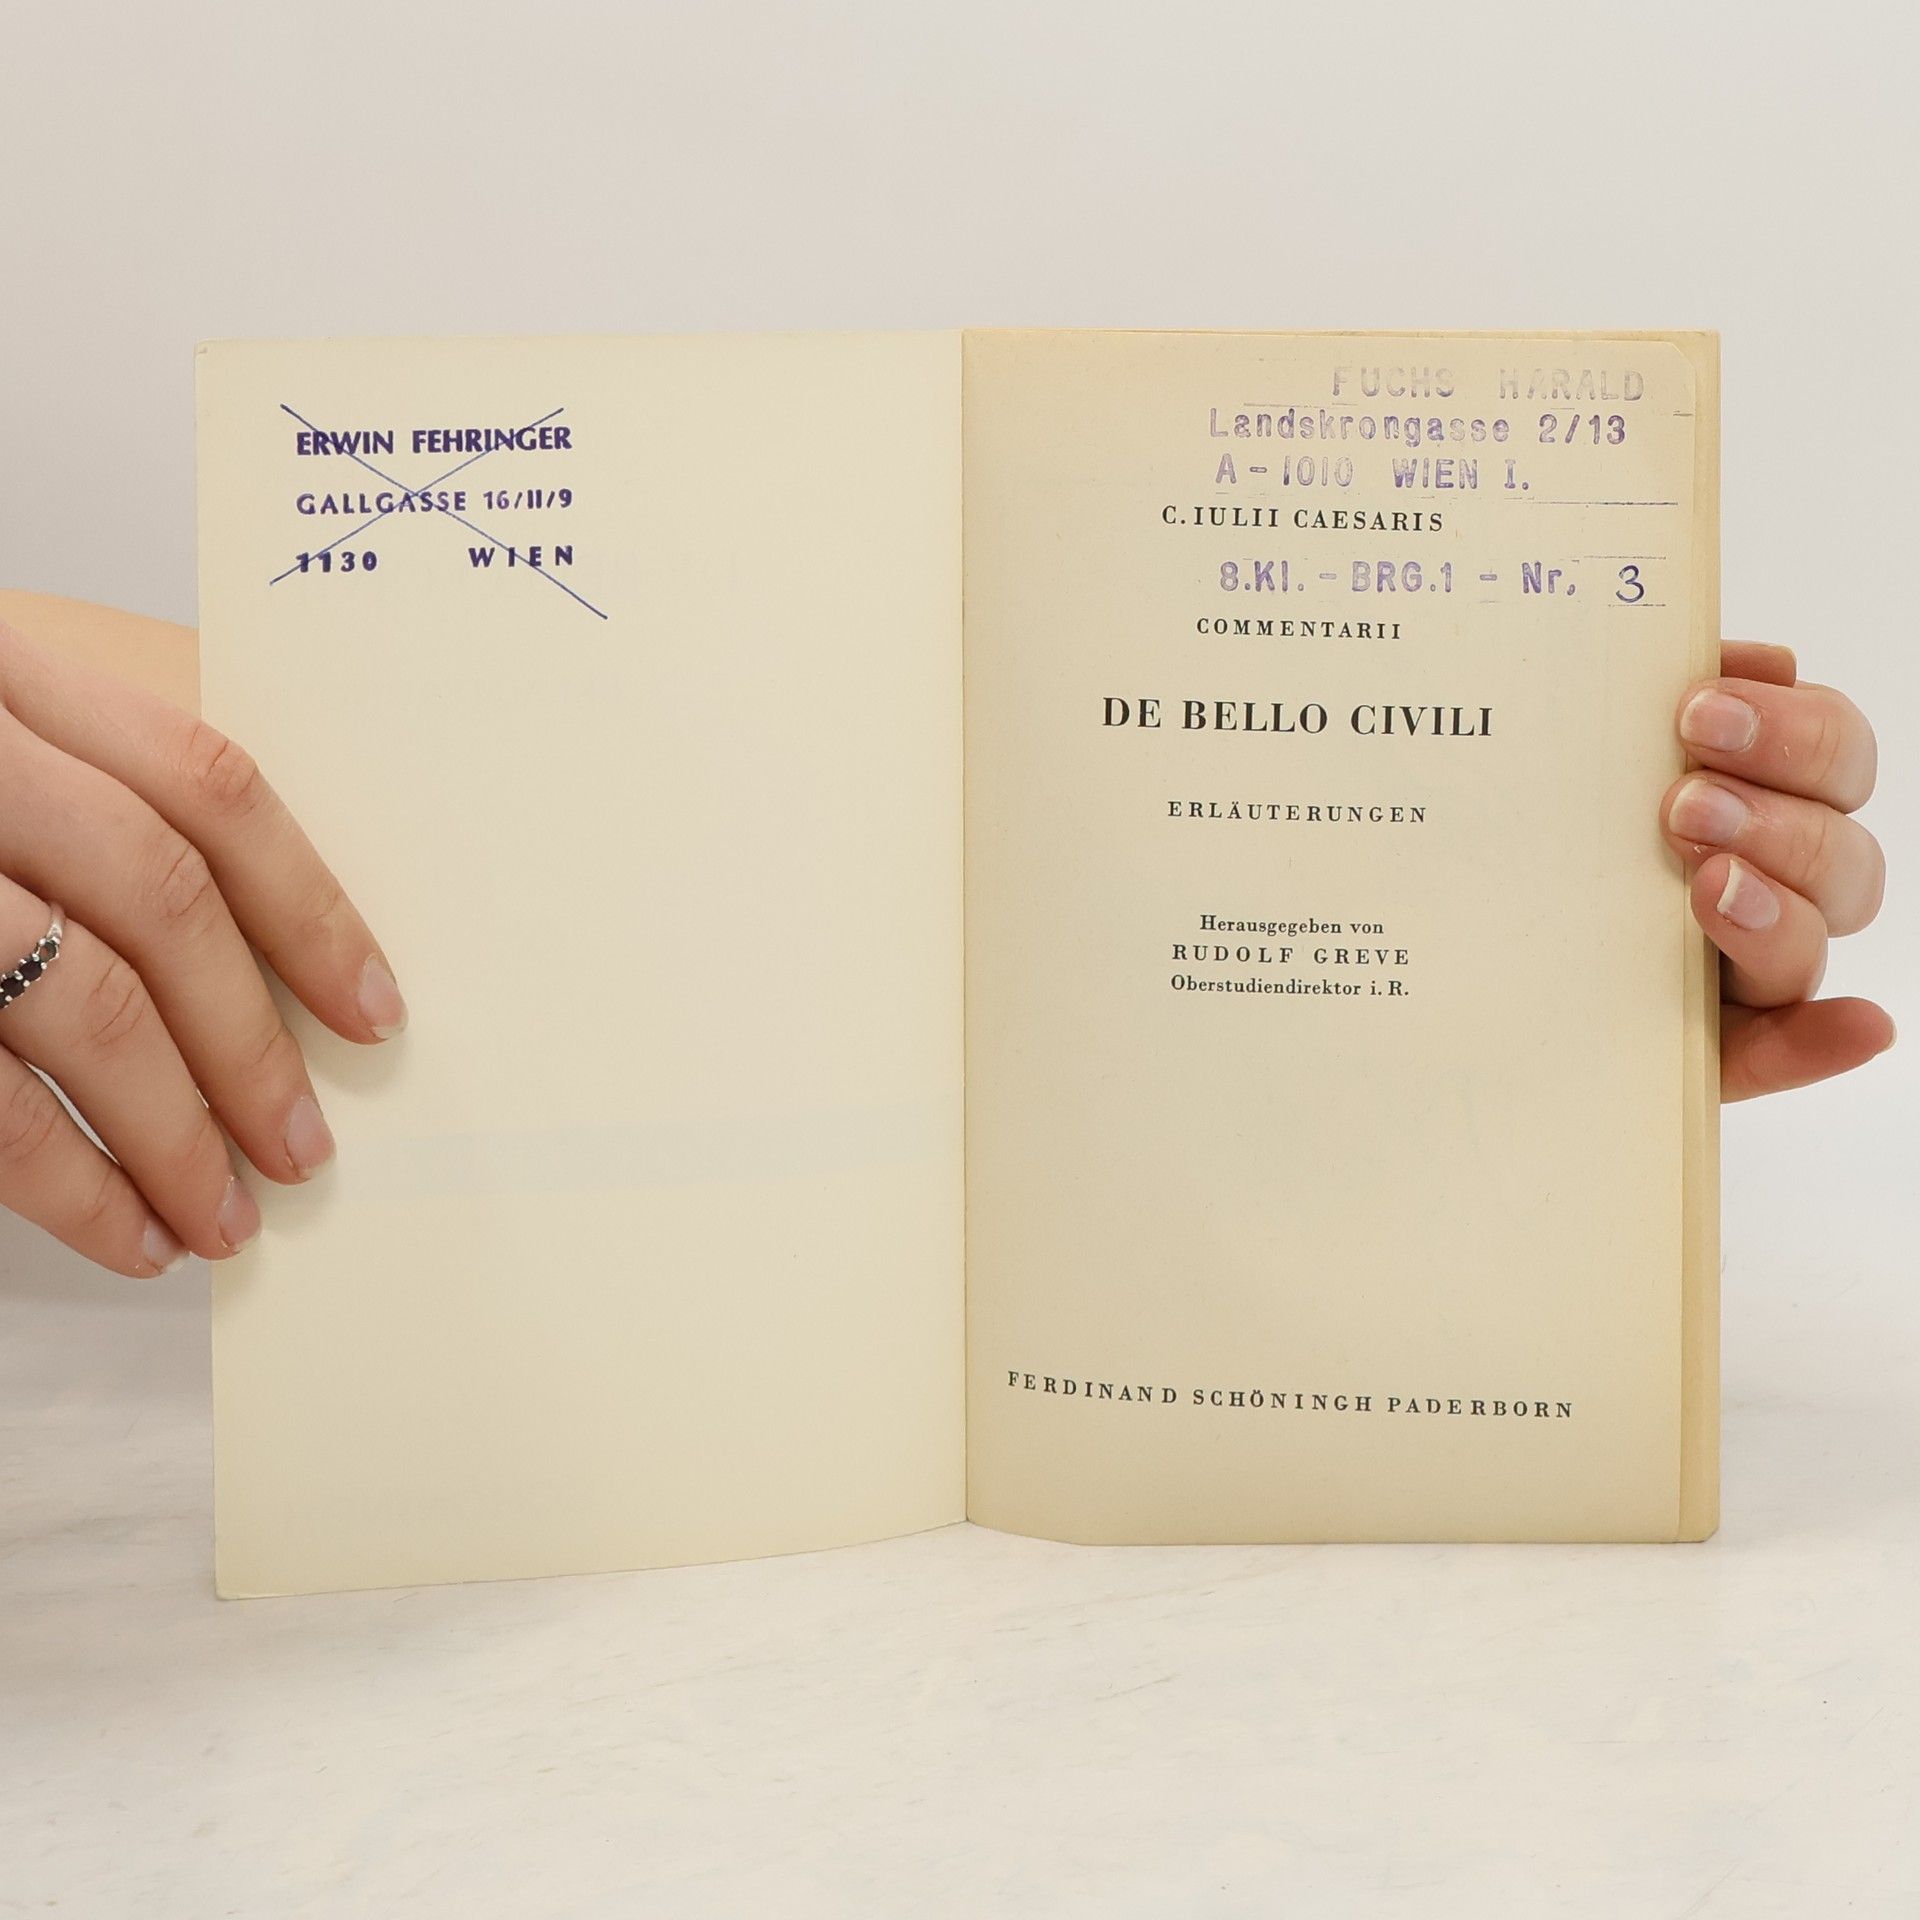 ERWIN FEHRINGER
GALLGASSE 16/II/9
1130 WIEN
FUCHS HARALD
Landskrongasse 2/13
A-1010 WIEN I.
C. IULII CAESARIS
8.Kl. - BRG.1 - Nr. 3
COMMENTARII
DE BELLO CIVILI
ERLÄUTERUNGEN
Herausgegeben von
RUDOLF GREVE
Oberstudiendirektor i. R.
FERDINAND SCHÖNINGH PADERBORN